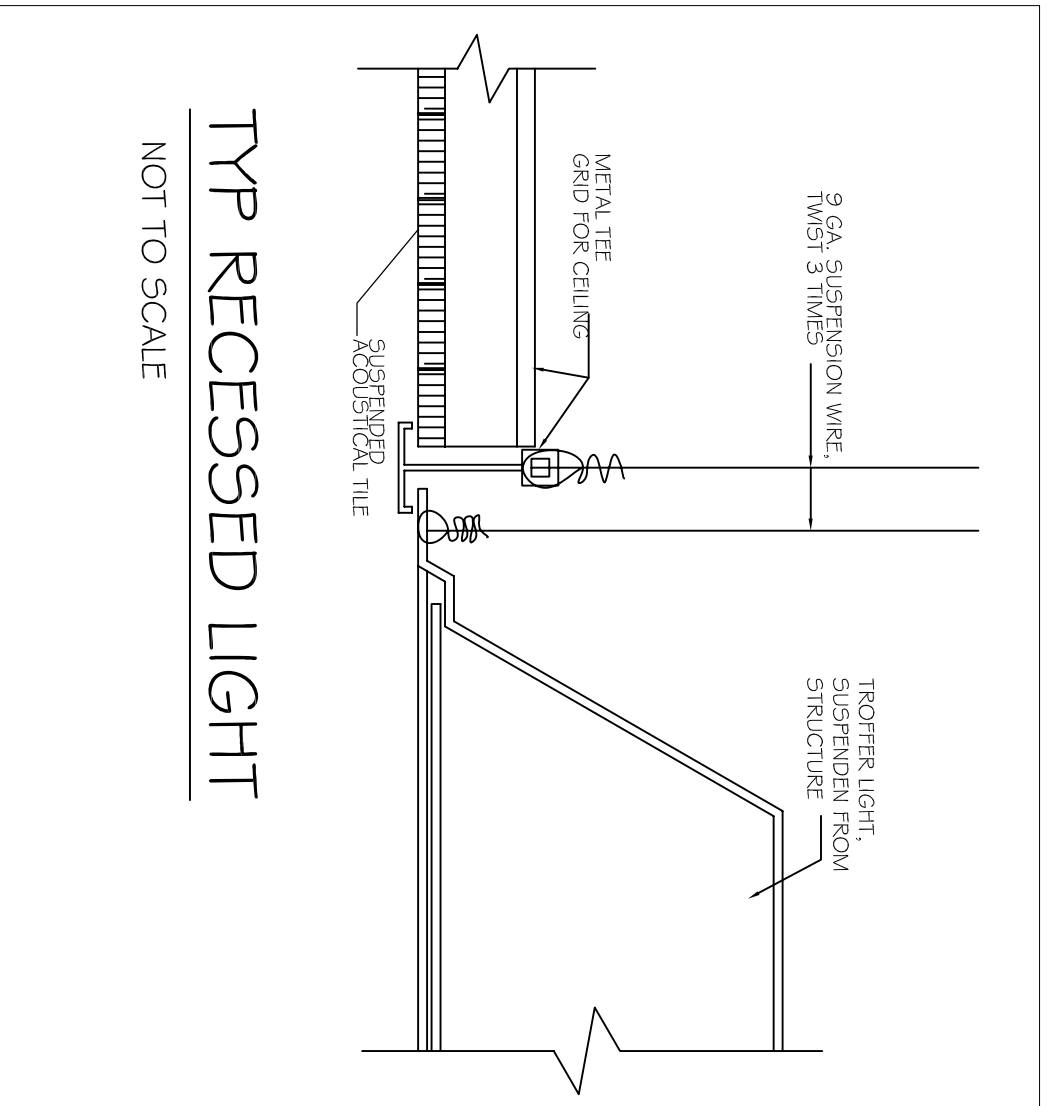 9 GA. SUSPENSION WIRE,
TWIST 3 TIMES
TROFFER LIGHT,
SUSPENDEN FROM
STRUCTURE
METAL TEE
GRID FOR CEILING
SUSPENDED
ACOUSTICAL TILE
TYP RECESSED LIGHT
NOT TO SCALE